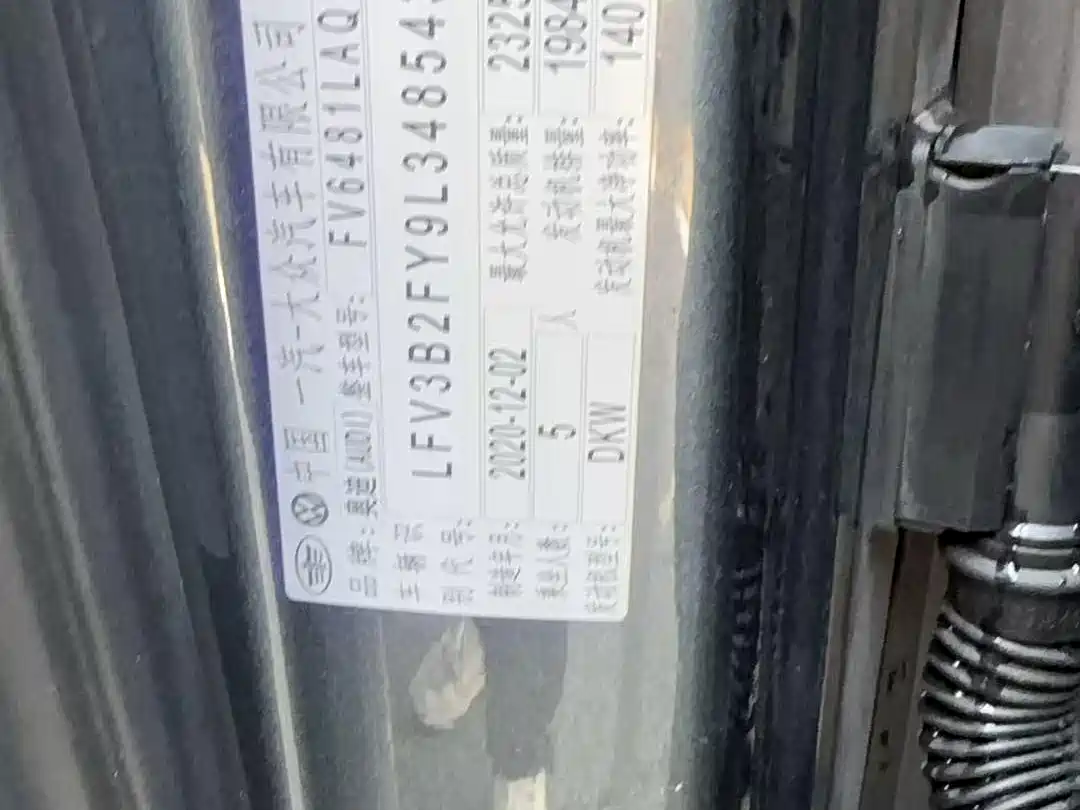 中国 一汽-大众汽车有限公司
品牌: 奥迪(AUDI) 整车型号: FV6481LAQ
车辆识别代号: LFV3B2FY9L34854
制造年月: 2020-12-02 最大允许总质量: 2325
乘坐人数: 5 人 发动机排量: 1984
发动机型号: DKW 发动机最大净功率: 140